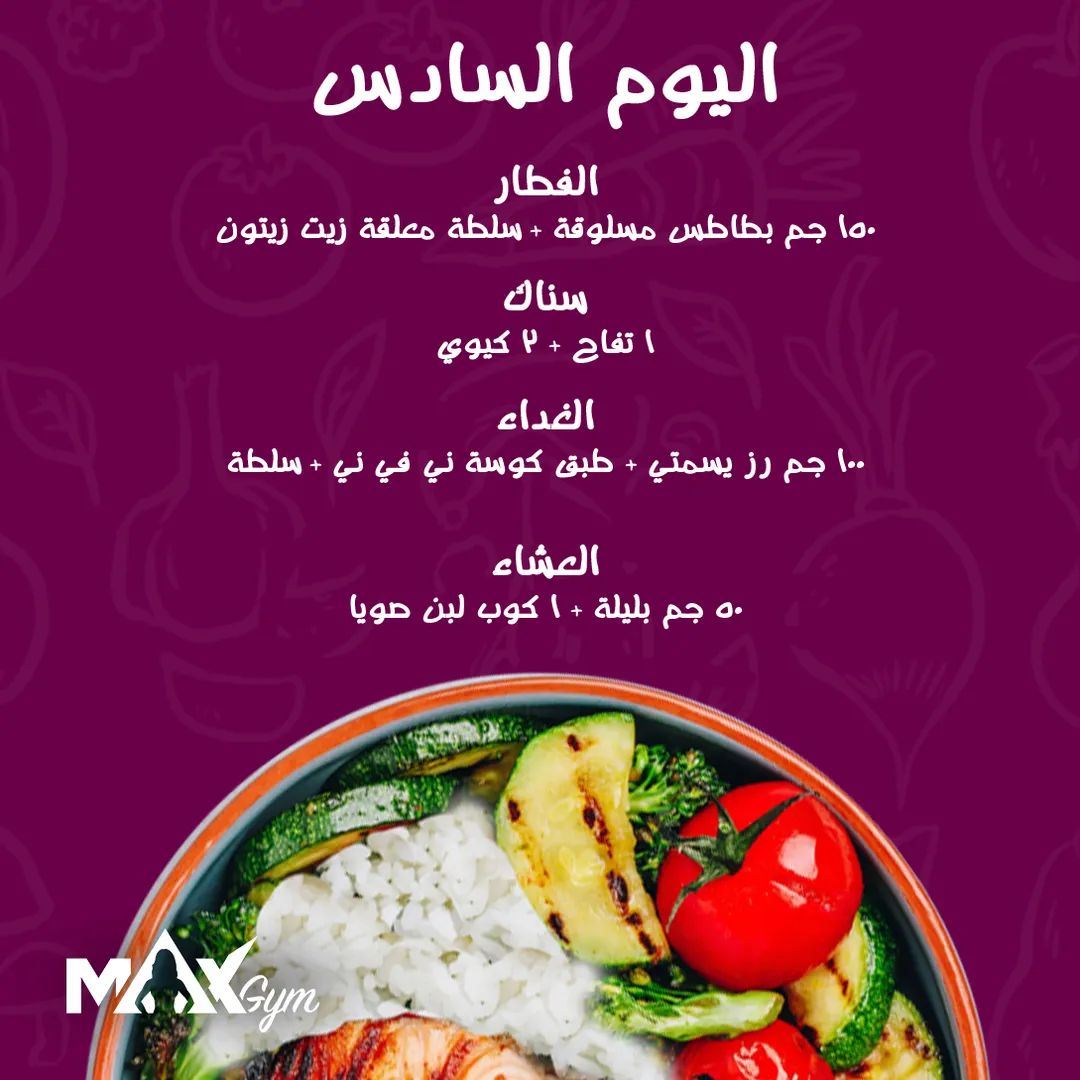 اليوم السادس
الفطار
١٥٠ جم بطاطس مسلوقة + سلطة معلقة زيت زيتون
سناك
١ تفاح + ٢ كيوي
الغداء
١٠٠ جم رز يسمتي + طبق كوسة ني في ني + سلطة
العشاء
٥٠ جم بليلة + ١ كوب لبن صويا
MAX Gym